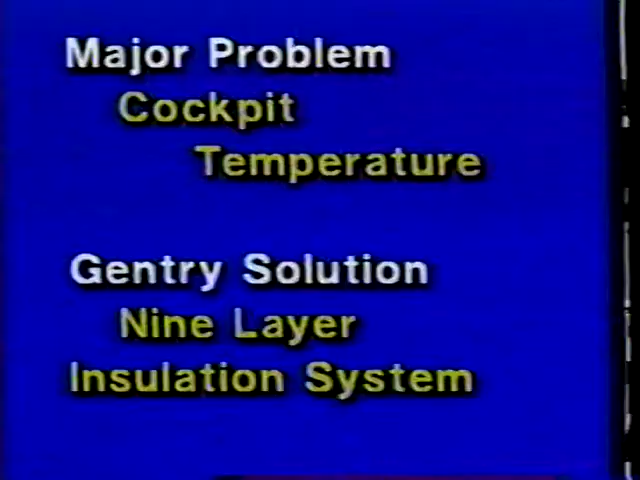 Major Problem
Cockpit
Temperature
Gentry Solution
Nine Layer
Insulation System